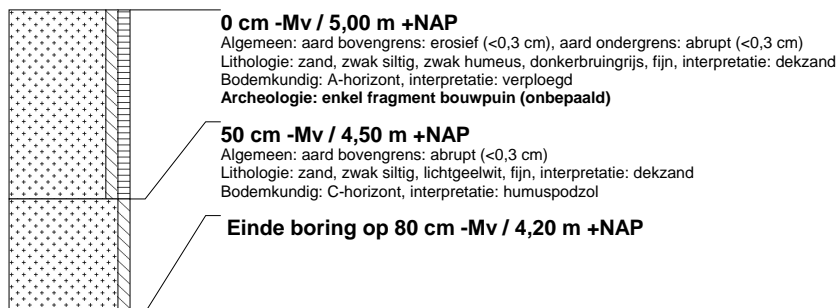 0 cm -Mv / 5,00 m +NAP
Algemeen: aard bovengrens: erosief (<0,3 cm), aard ondergrens: abrupt (<0,3 cm)
Lithologie: zand, zwak siltig, zwak humeus, donkerbruingrijs, fijn, interpretatie: dekzand
Bodemkundig: A-horizont, interpretatie: verploegd
Archeologie: enkel fragment bouwpuin (onbepaald)
50 cm -Mv / 4,50 m +NAP
Algemeen: aard bovengrens: abrupt (<0,3 cm)
Lithologie: zand, zwak siltig, lichtgeelwit, fijn, interpretatie: dekzand
Bodemkundig: C-horizont, interpretatie: humuspodzol
Einde boring op 80 cm -Mv / 4,20 m +NAP